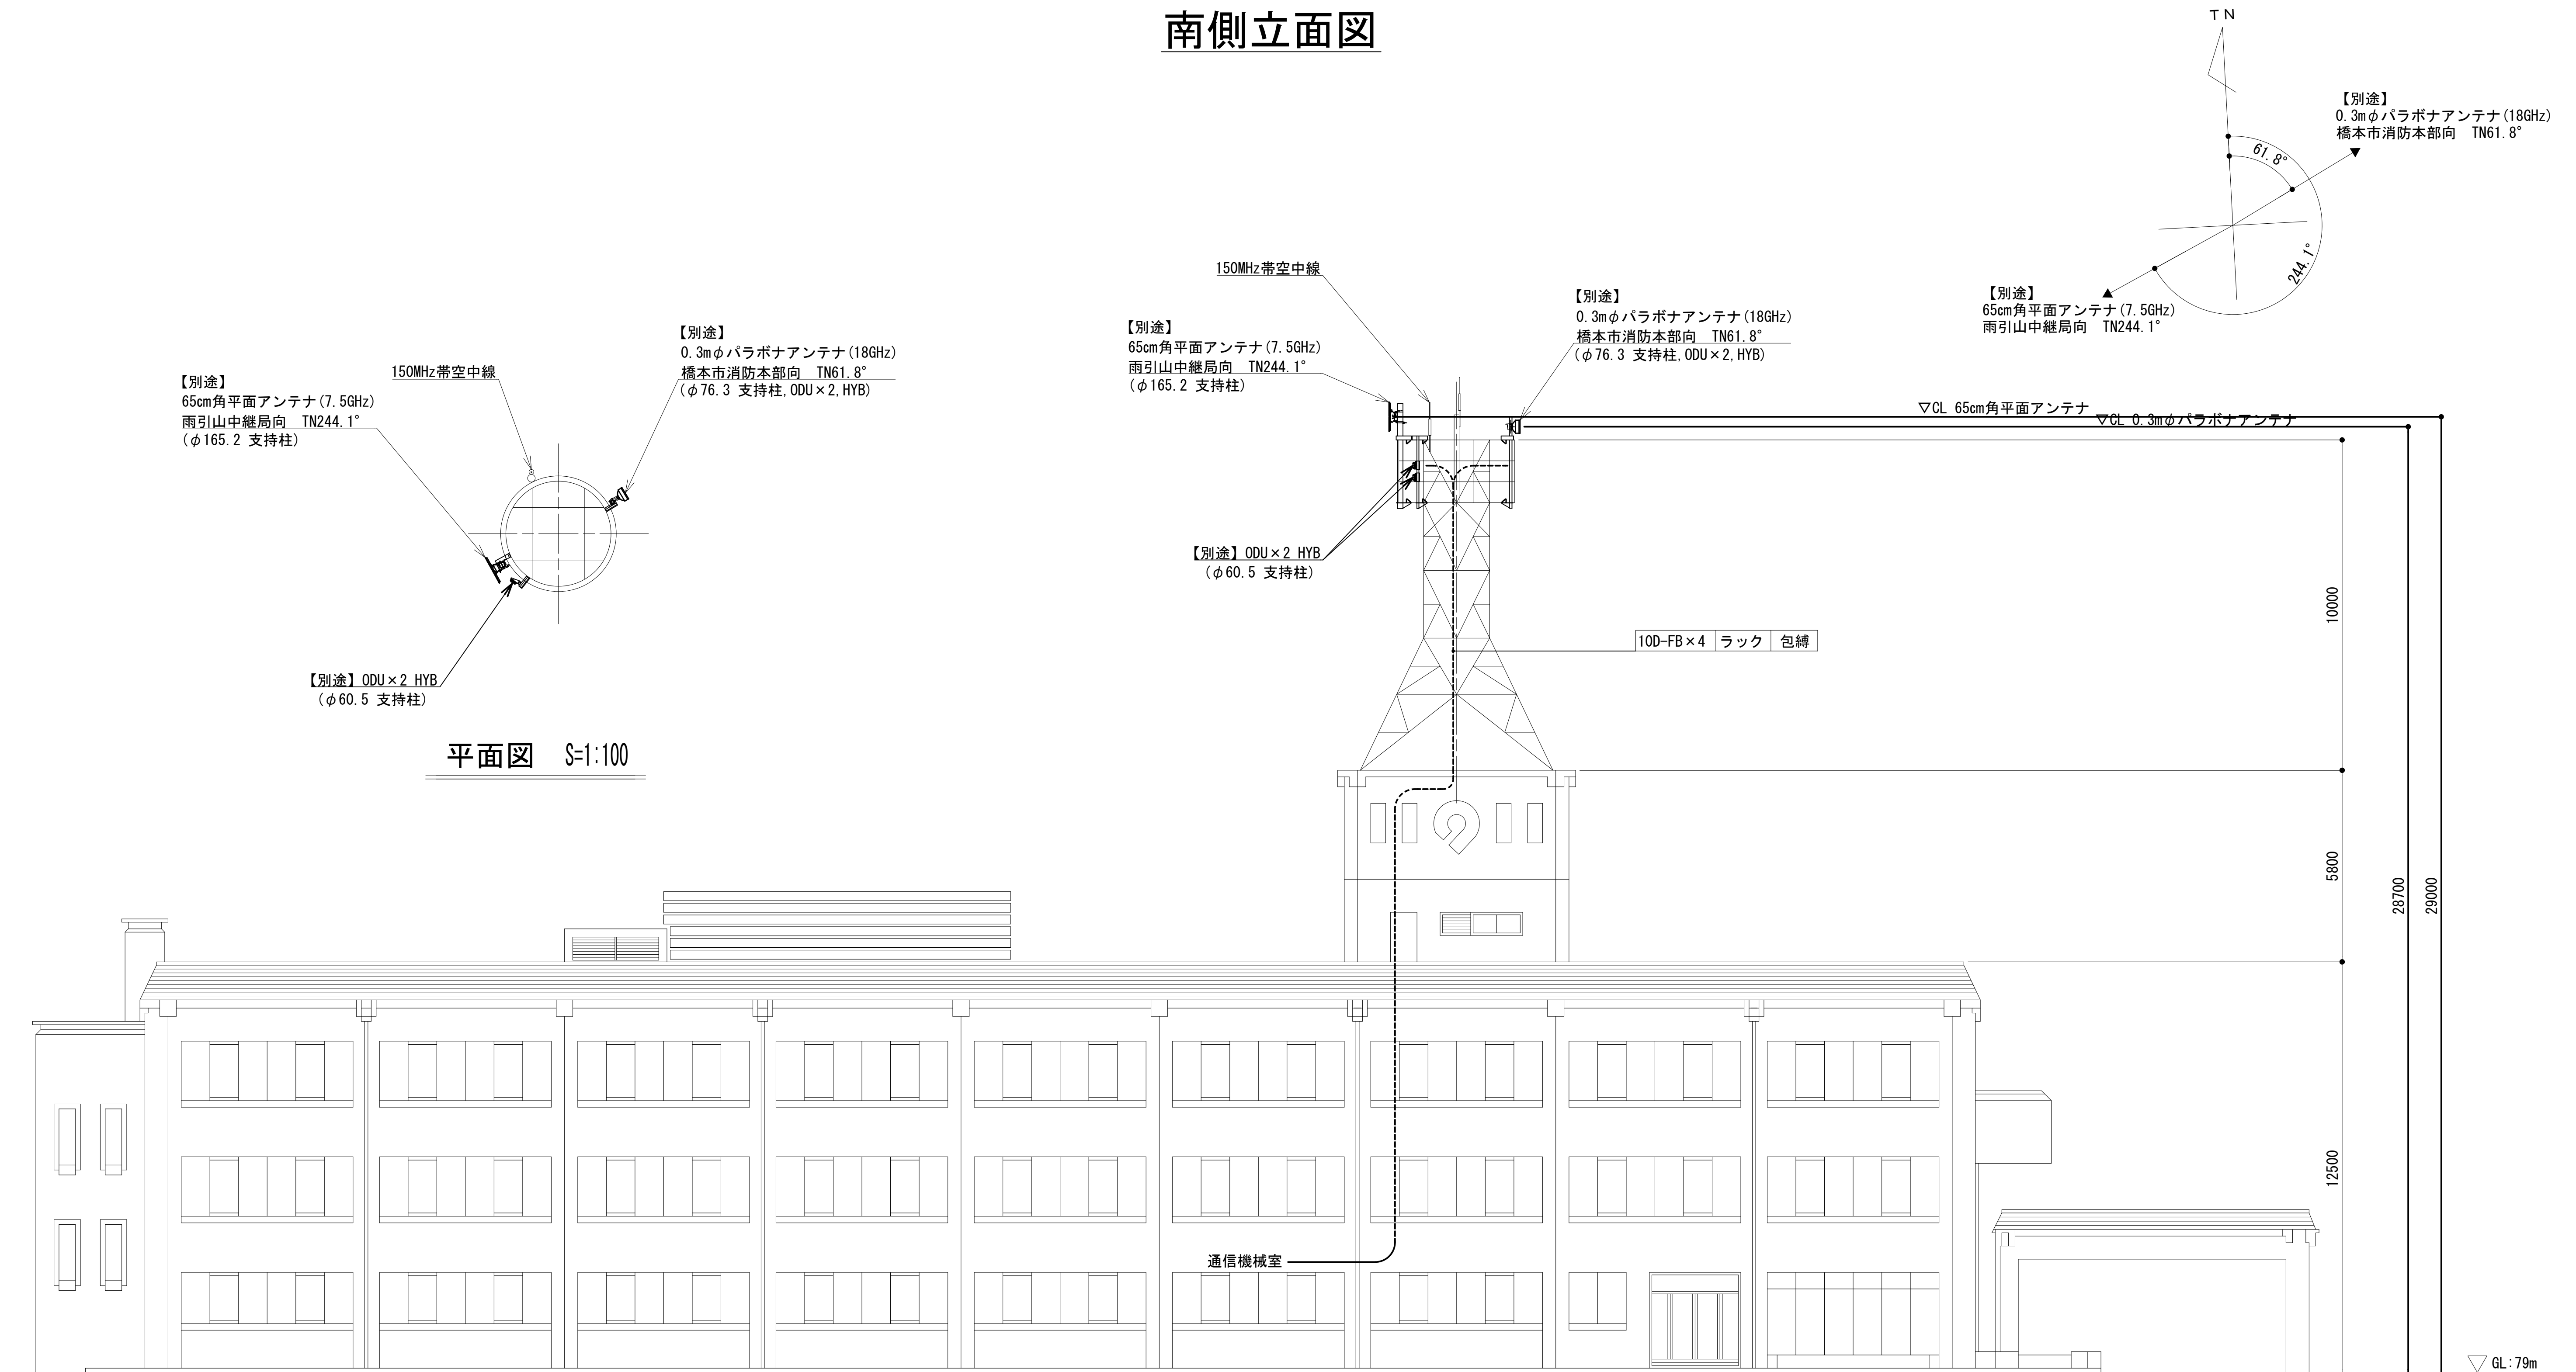 南側立面図
TN
【別途】
0.3mφパラボナアンテナ(18GHz)
橋本市消防本部向　TN61.8°
61.8°
244.1°
【別途】
65cm角平面アンテナ(7.5GHz)
雨引山中継局向　TN244.1°
150MHz帯空中線
【別途】
0.3mφパラボナアンテナ(18GHz)
橋本市消防本部向　TN61.8°
(φ76.3 支持柱,ODU×2,HYB)
【別途】
65cm角平面アンテナ(7.5GHz)
雨引山中継局向　TN244.1°
(φ165.2 支持柱)
【別途】
0.3mφパラボナアンテナ(18GHz)
橋本市消防本部向　TN61.8°
(φ76.3 支持柱,ODU×2,HYB)
150MHz帯空中線
【別途】
65cm角平面アンテナ(7.5GHz)
雨引山中継局向　TN244.1°
(φ165.2 支持柱)
▽CL 65cm角平面アンテナ
▽CL 0.3mφパラボナアンテナ
【別途】ODU×2 HYB
(φ60.5 支持柱)
10000
10D-FB×4 ラック 包縛
【別途】ODU×2 HYB
(φ60.5 支持柱)
平面図　S=1:100
5800
28700
29000
12500
通信機械室
▽ GL:79m